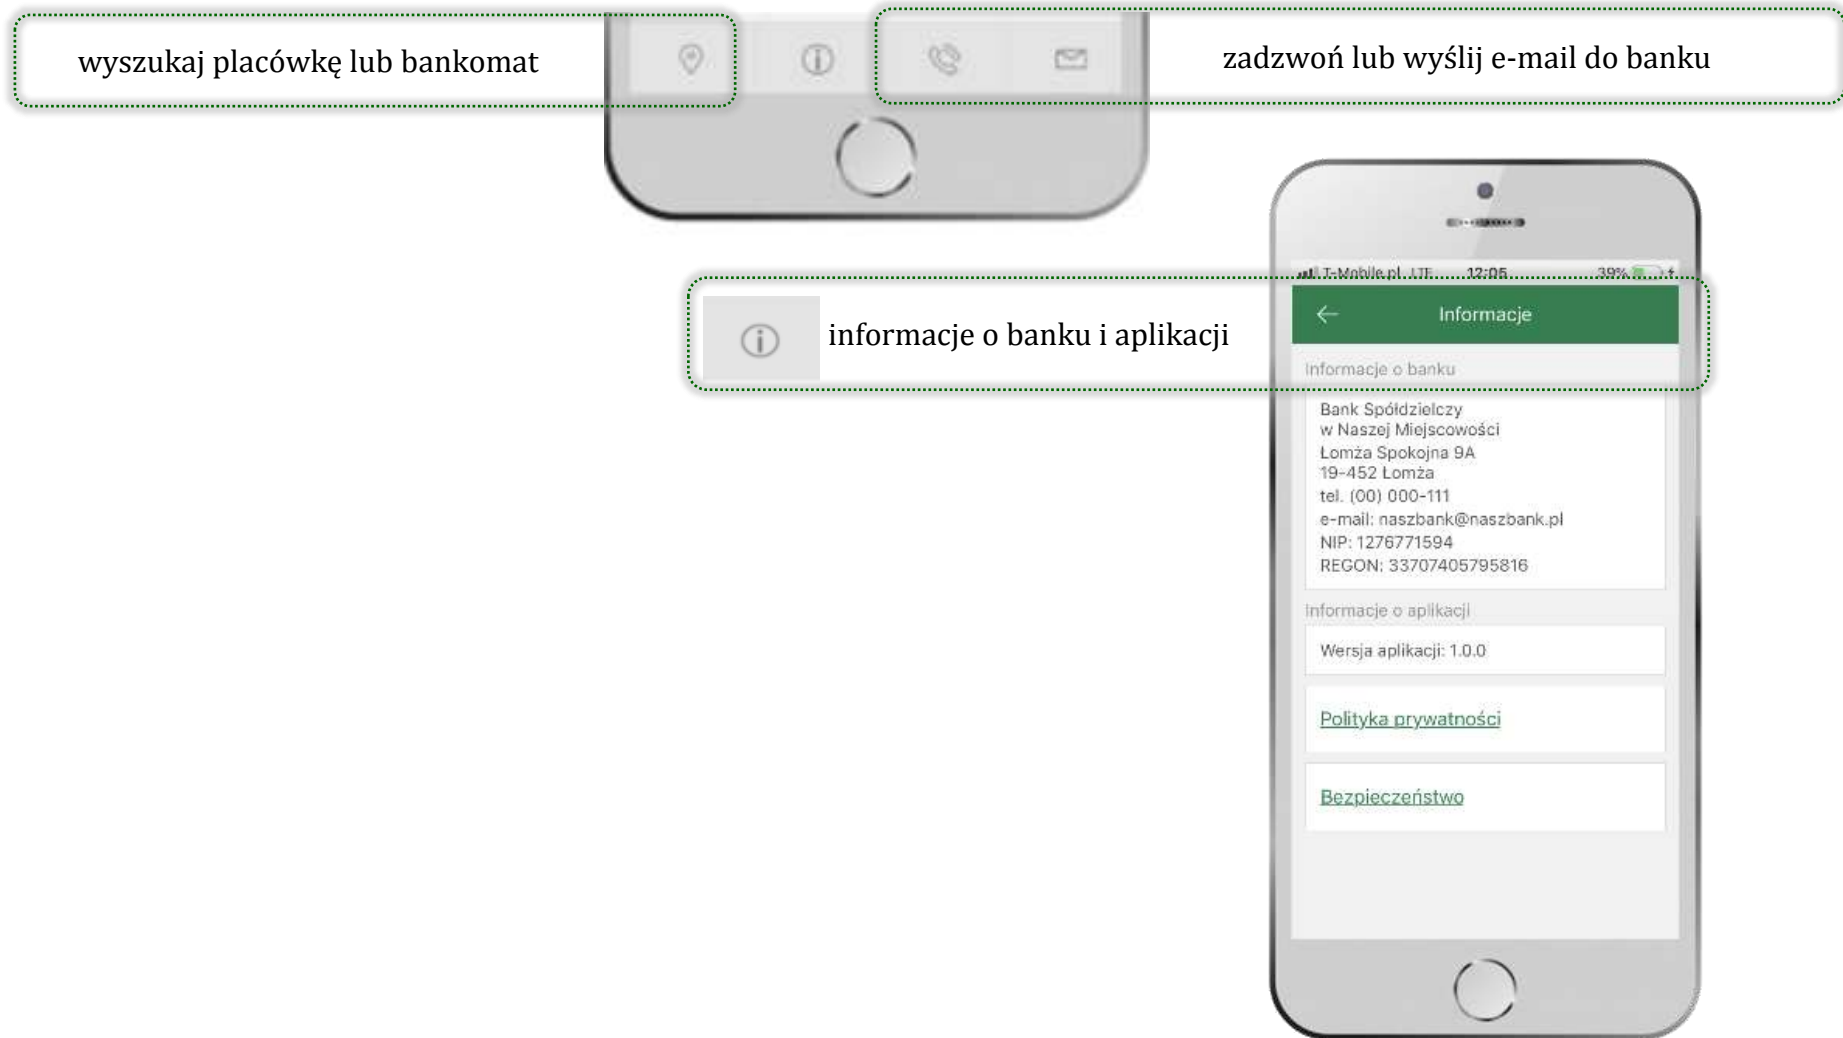 wyszukaj placówkę lub bankomat
zadzwoń lub wyślij e-mail do banku
T-Mobile.pl LTE 12:05 39%
informacje o banku i aplikacji
Informacje
Informacje o banku
Bank Spółdzielczy
w Naszej Miejscowości
Łomża Spokojna 9A
19-452 Łomża
tel. (00) 000-111
e-mail: naszbank@naszbank.pl
NIP: 1276771594
REGON: 33707405795816
Informacje o aplikacji
Wersja aplikacji: 1.0.0
Polityka prywatności
Bezpieczeństwo